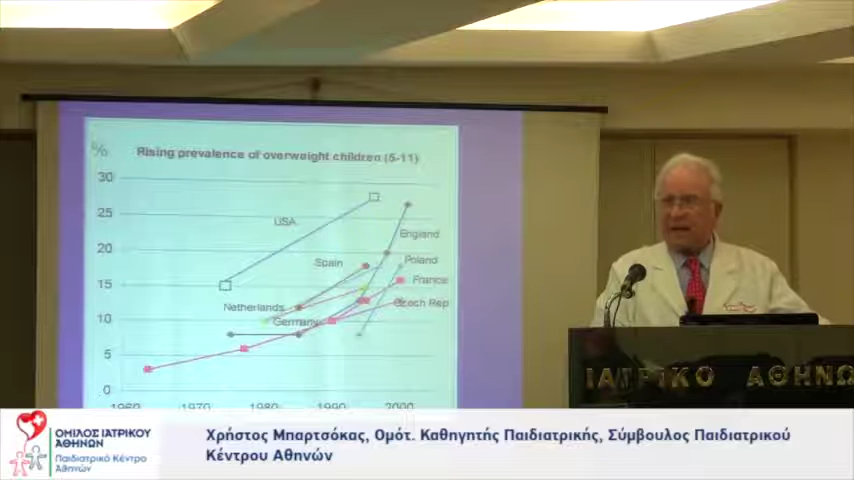 %
Rising prevalence of overweight children (5-11)
30
25
20
15
10
5
0
USA
England
Spain
Poland
France
Netherlands
Czech Rep
Germany
1960 1970 1980 1990 2000
ΙΑΤΡΙΚΟ ΑΘΗΝΩ
ΟΜΙΛΟΣ ΙΑΤΡΙΚΟΥ
ΑΘΗΝΩΝ
Παιδιατρικό Κέντρο
Αθηνών
Χρήστος Μπαρτσόκας, Ομότ. Καθηγητής Παιδιατρικής, Σύμβουλος Παιδιατρικού
Κέντρου Αθηνών